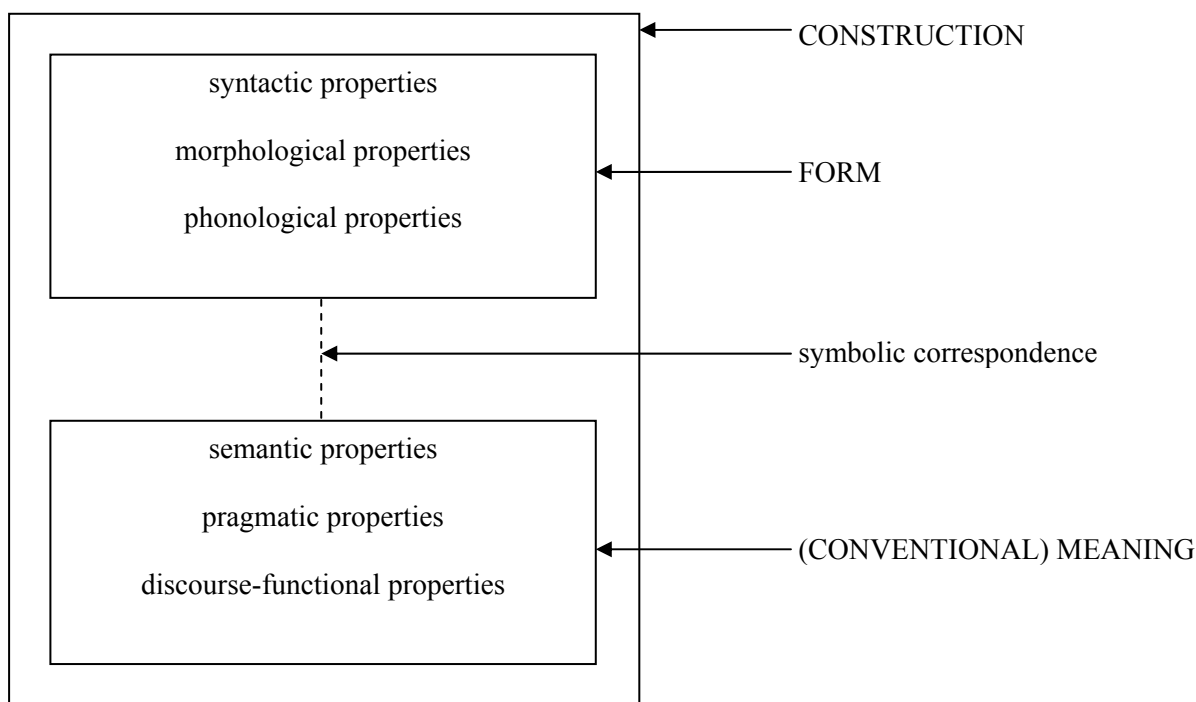 CONSTRUCTION
syntactic properties
morphological properties
FORM
phonological properties
symbolic correspondence
semantic properties
pragmatic properties
(CONVENTIONAL) MEANING
discourse-functional properties